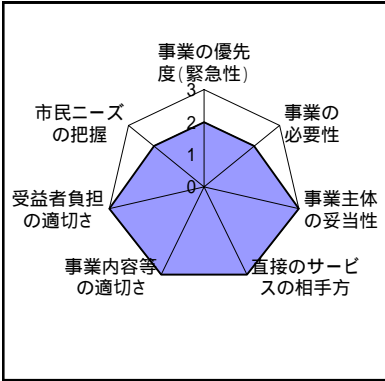 事業の優先
度(緊急性)
3
2
1
0
事業の
必要性
事業主体
の妥当性
直接のサービ
スの相手方
事業内容等
の適切さ
受益者負担
の適切さ
市民ニーズ
の把握